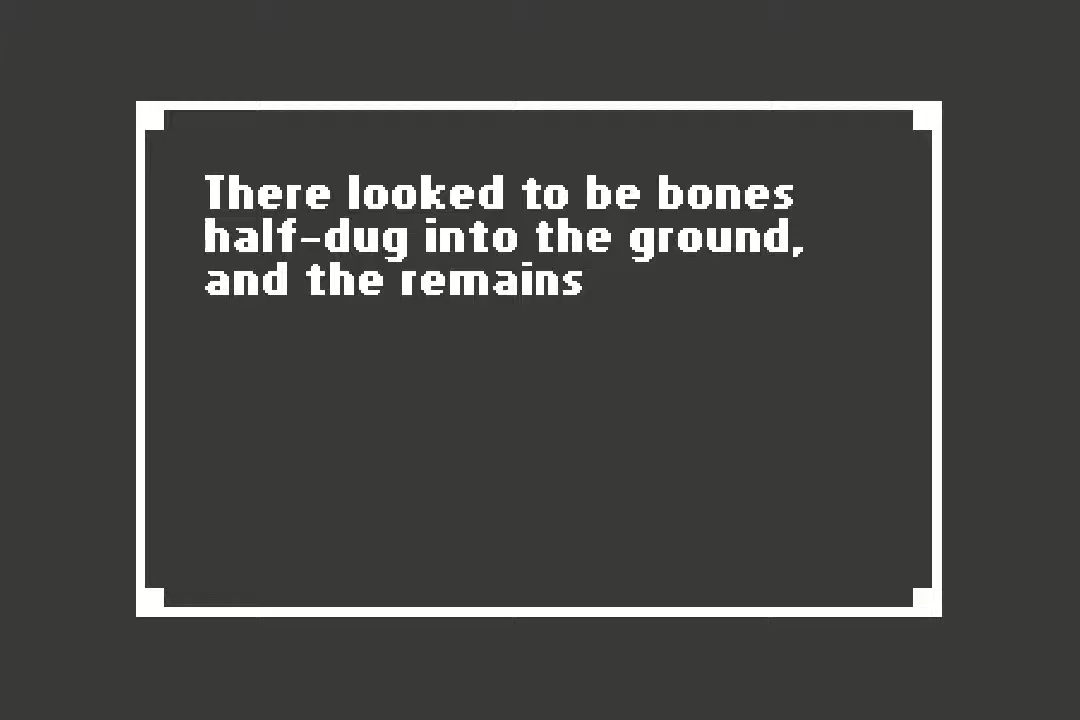 There looked to be bones
half-dug into the ground,
and the remains